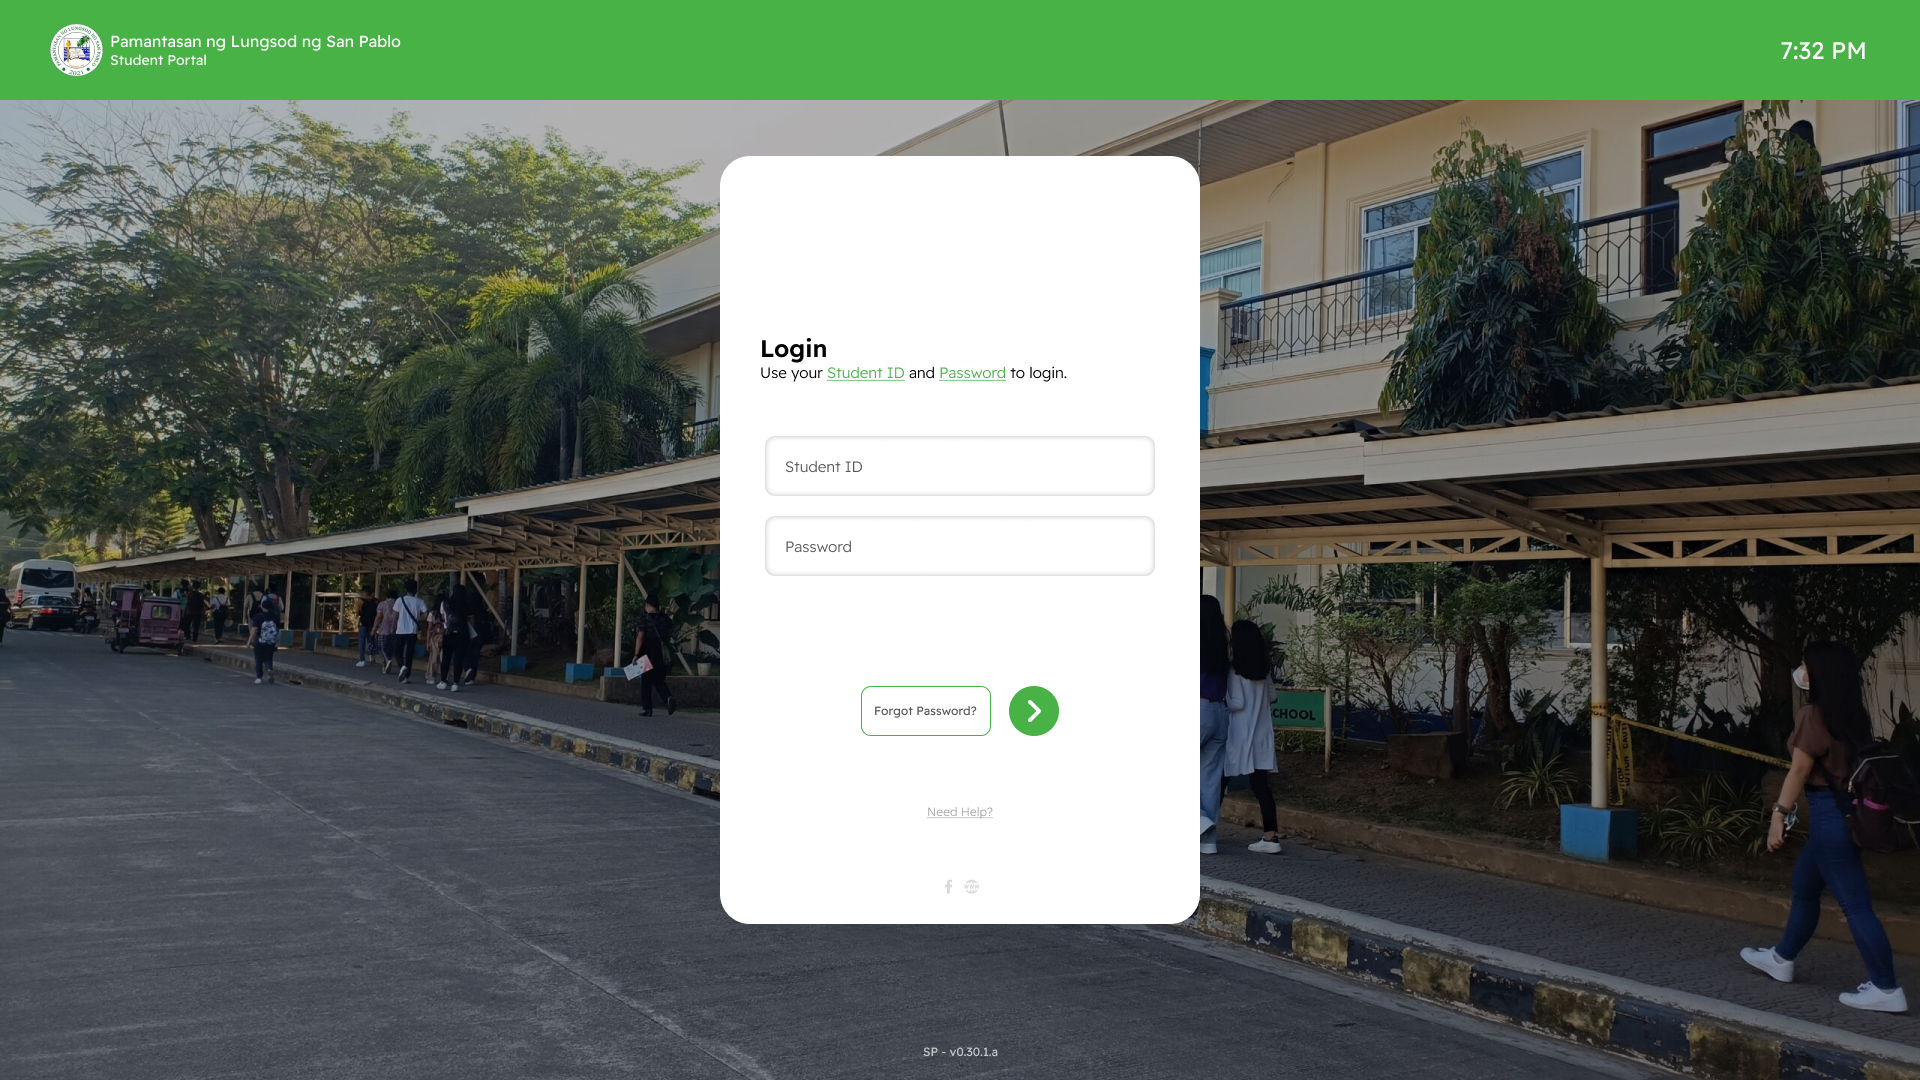 Pamantasan ng Lungsod ng San Pablo
Student Portal
7:32 PM
Login
Use your Student ID and Password to login.
Student ID
Password
Forgot Password?
CHOOL
Need Help?
SP - v0.30.1.a